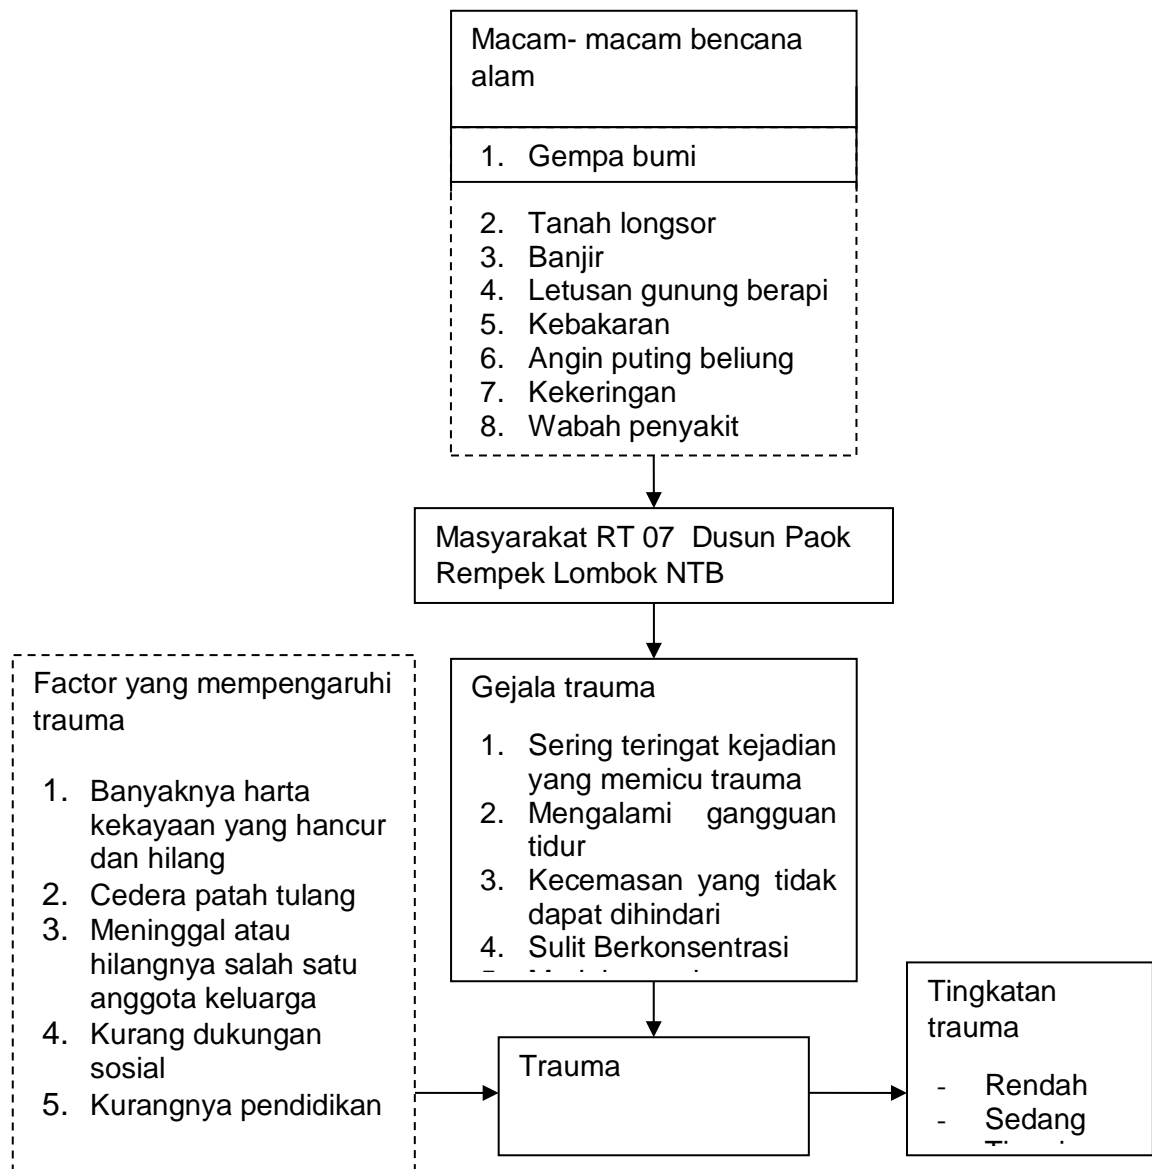 Macam- macam bencana
alam
1. Gempa bumi
2. Tanah longsor
3. Banjir
4. Letusan gunung berapi
5. Kebakaran
6. Angin puting beliung
7. Kekeringan
8. Wabah penyakit
Masyarakat RT 07 Dusun Paok
Rempek Lombok NTB
Factor yang mempengaruhi
trauma
1. Banyaknya harta
kekayaan yang hancur
dan hilang
2. Cedera patah tulang
3. Meninggal atau
hilangnya salah satu
anggota keluarga
4. Kurang dukungan
sosial
5. Kurangnya pendidikan
Gejala trauma
1. Sering teringat kejadian
yang memicu trauma
2. Mengalami gangguan
tidur
3. Kecemasan yang tidak
dapat dihindari
4. Sulit Berkonsentrasi
Trauma
Tingkatan
trauma
- Rendah
- Sedang